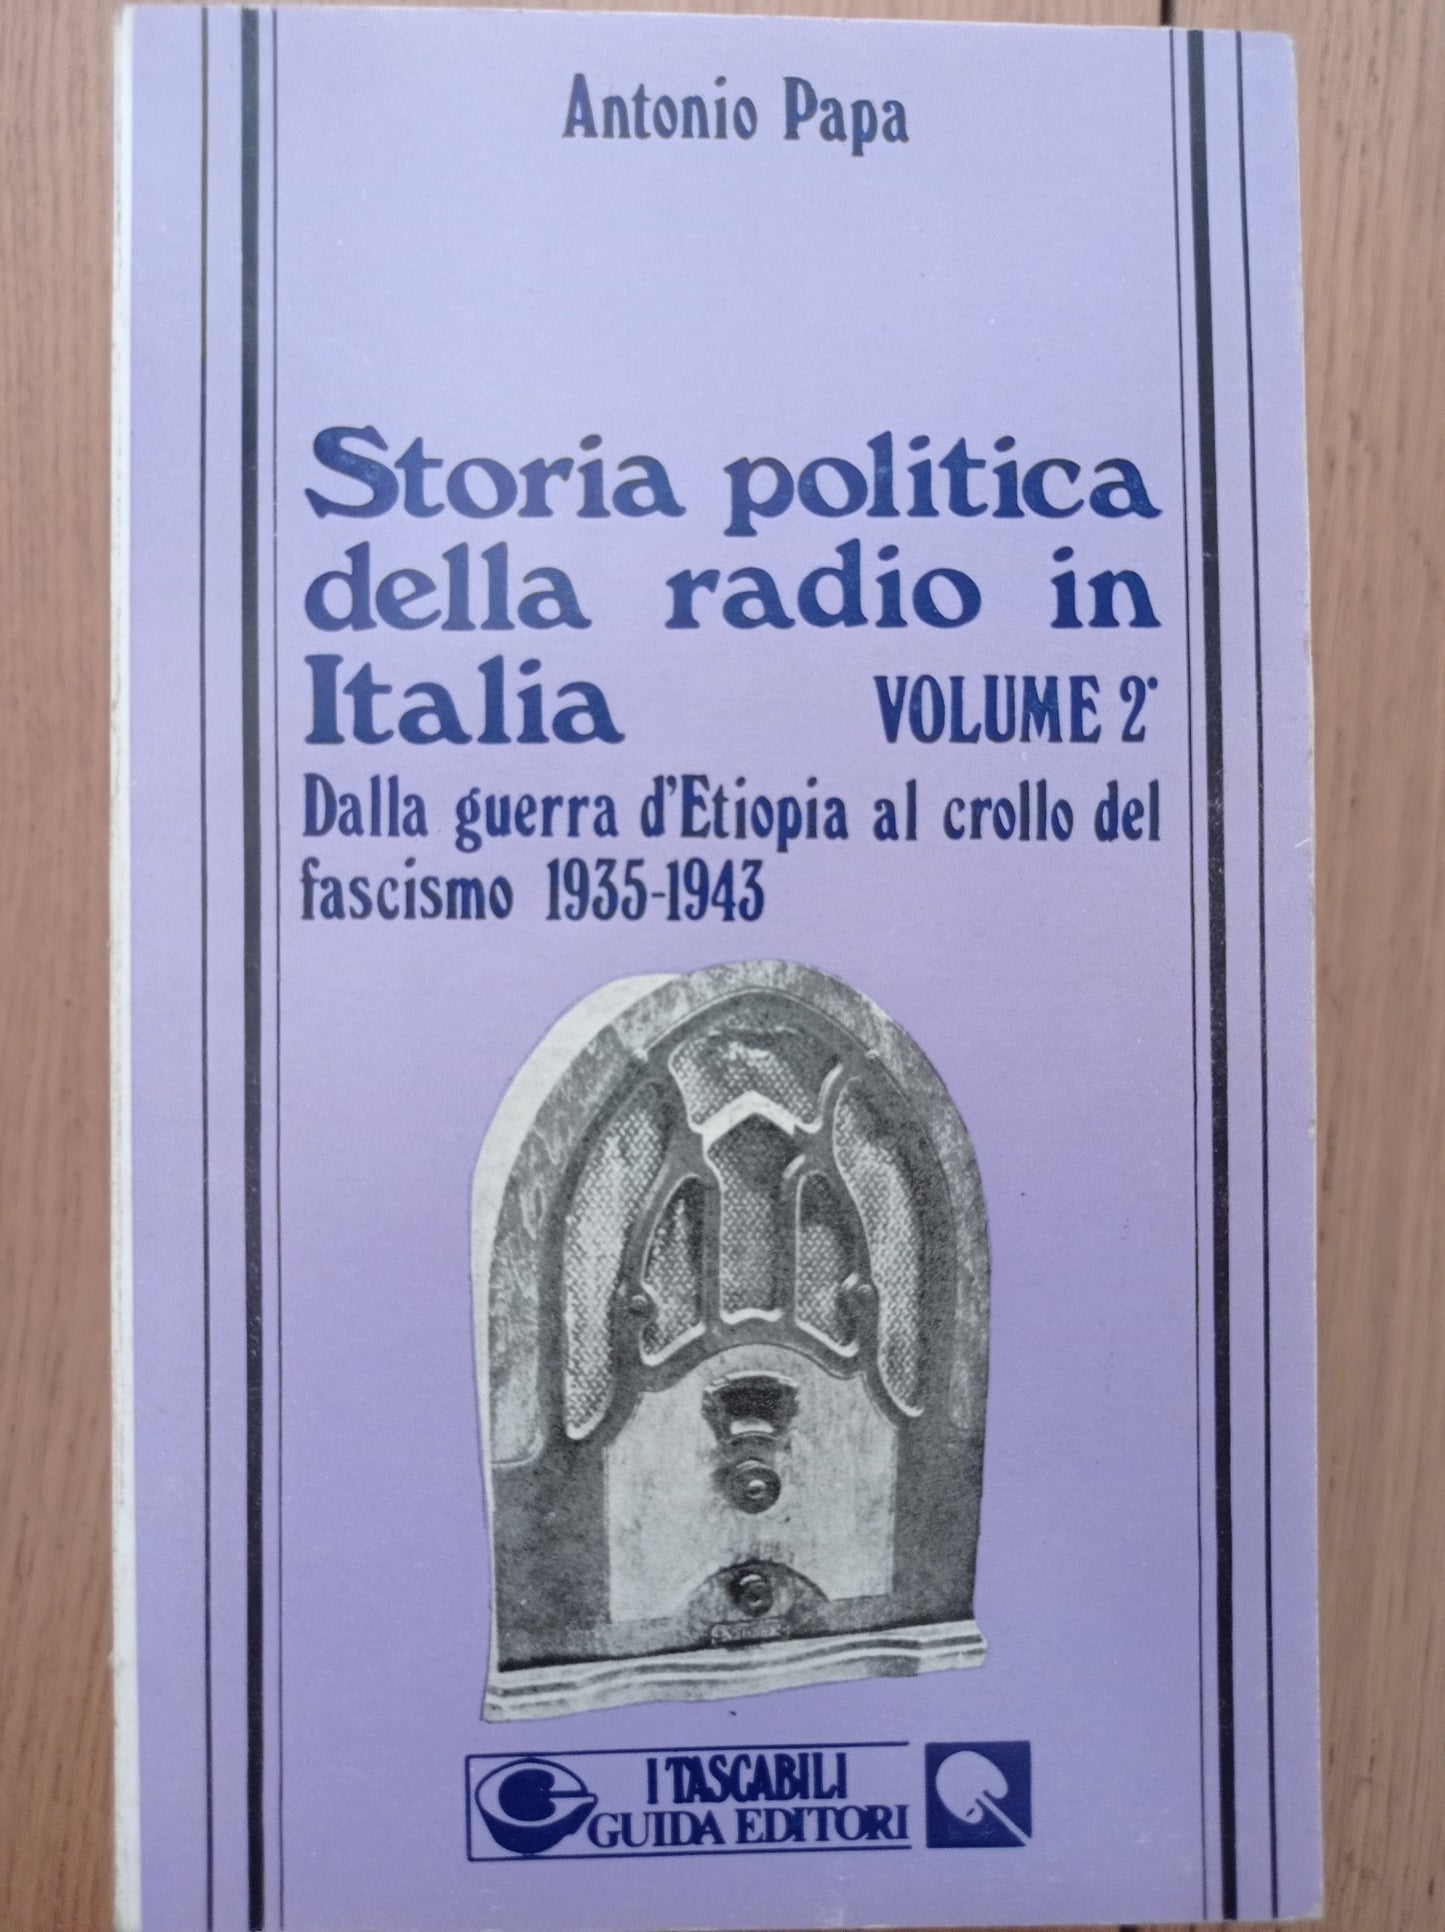 Antonio Papa
Storia politica
della radio in
Italia VOLUME 2°
Dalla guerra d'Etiopia al crollo del
fascismo 1935-1943
I TASCABILI
GUIDA EDITORI